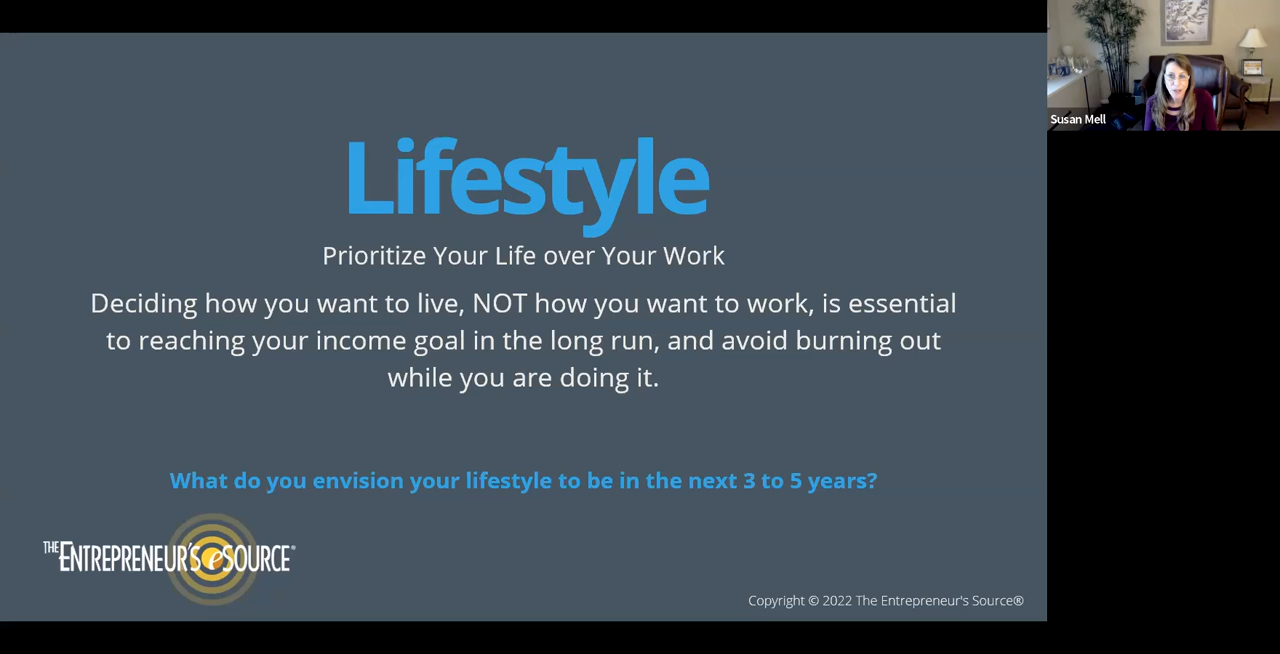 Lifestyle
Prioritize Your Life over Your Work
Deciding how you want to live, NOT how you want to work, is essential
to reaching your income goal in the long run, and avoid burning out
while you are doing it.
What do you envision your lifestyle to be in the next 3 to 5 years?
THE ENTREPRENEUR'S eSOURCE®
Copyright © 2022 The Entrepreneur's Source®
Susan Mell